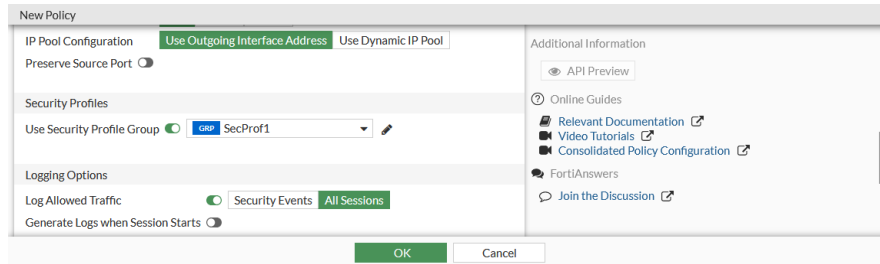 New Policy
IP Pool Configuration Use Outgoing Interface Address Use Dynamic IP Pool
Preserve Source Port
Security Profiles
Use Security Profile Group GRP SecProf1
Logging Options
Log Allowed Traffic Security Events All Sessions
Generate Logs when Session Starts
Additional Information
API Preview
Online Guides
Relevant Documentation
Video Tutorials
Consolidated Policy Configuration
FortiAnswers
Join the Discussion
OK Cancel